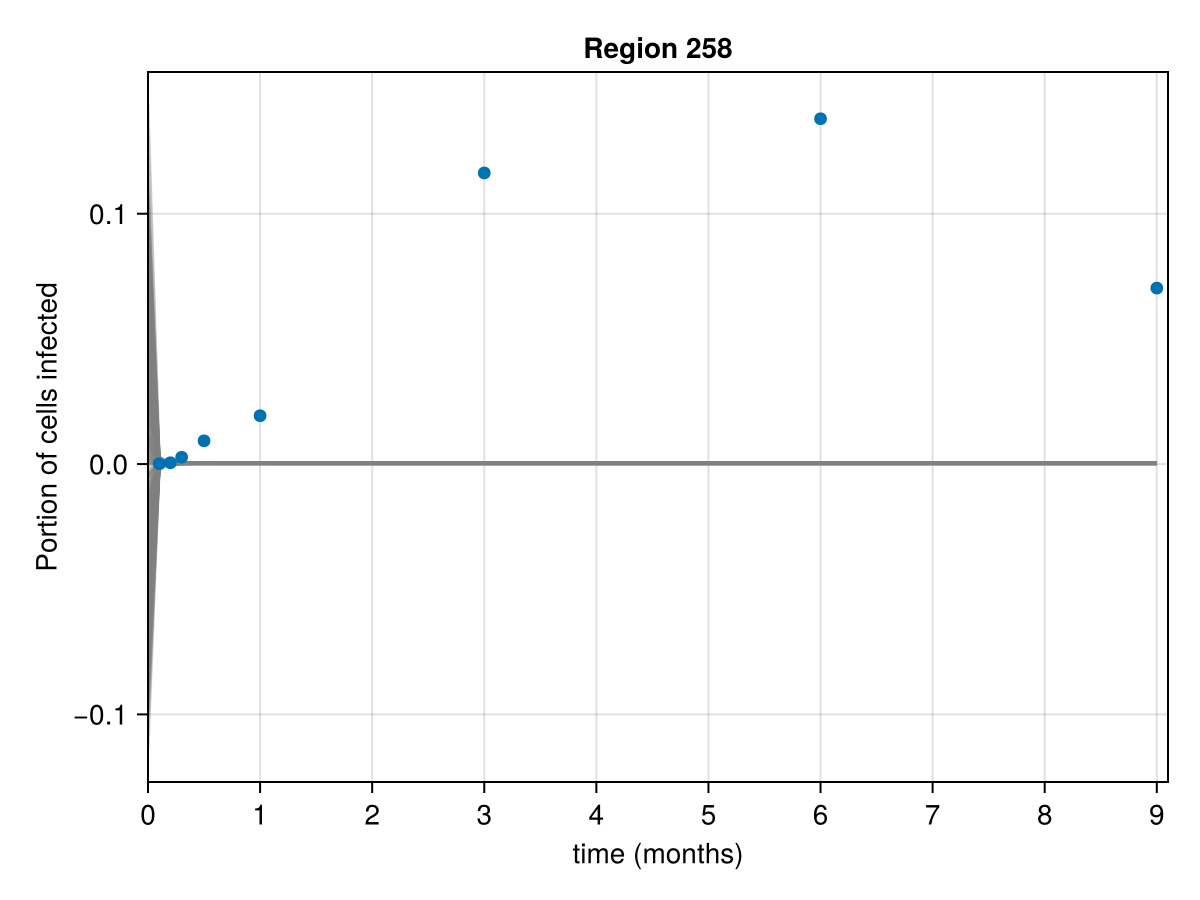 Region 258
Portion of cells infected
0.1
0.0
−0.1
0 1 2 3 4 5 6 7 8 9
time (months)